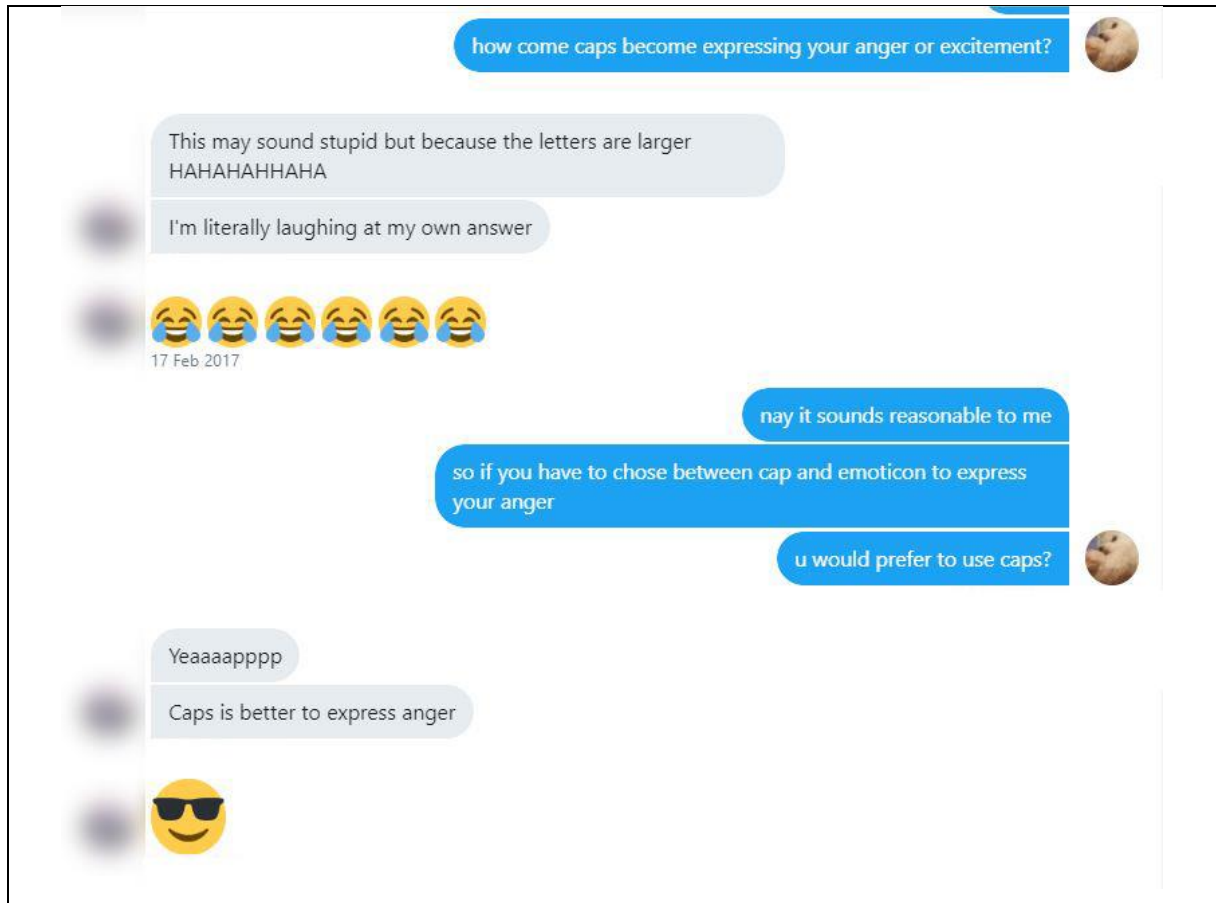 how come caps become expressing your anger or excitement?
This may sound stupid but because the letters are larger
HAHAHAHHAHA
I'm literally laughing at my own answer
17 Feb 2017
nay it sounds reasonable to me
so if you have to chose between cap and emoticon to express
your anger
u would prefer to use caps?
Yeaaaapppp
Caps is better to express anger